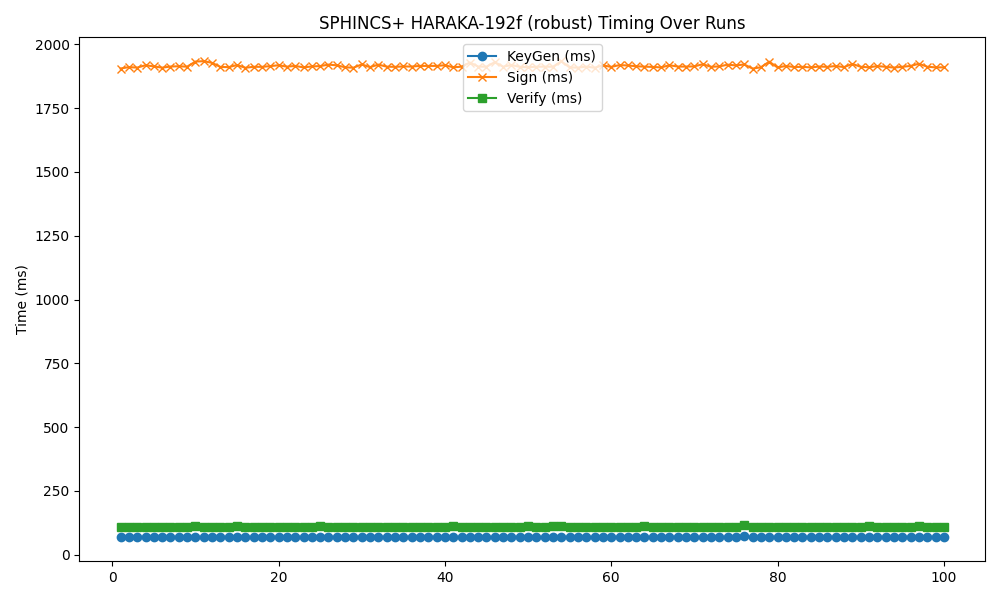 SPHINCS+ HARAKA-192f (robust) Timing Over Runs
KeyGen (ms)
Sign (ms)
Verify (ms)
Time (ms)
2000
1750
1500
1250
1000
750
500
250
0
0 20 40 60 80 100